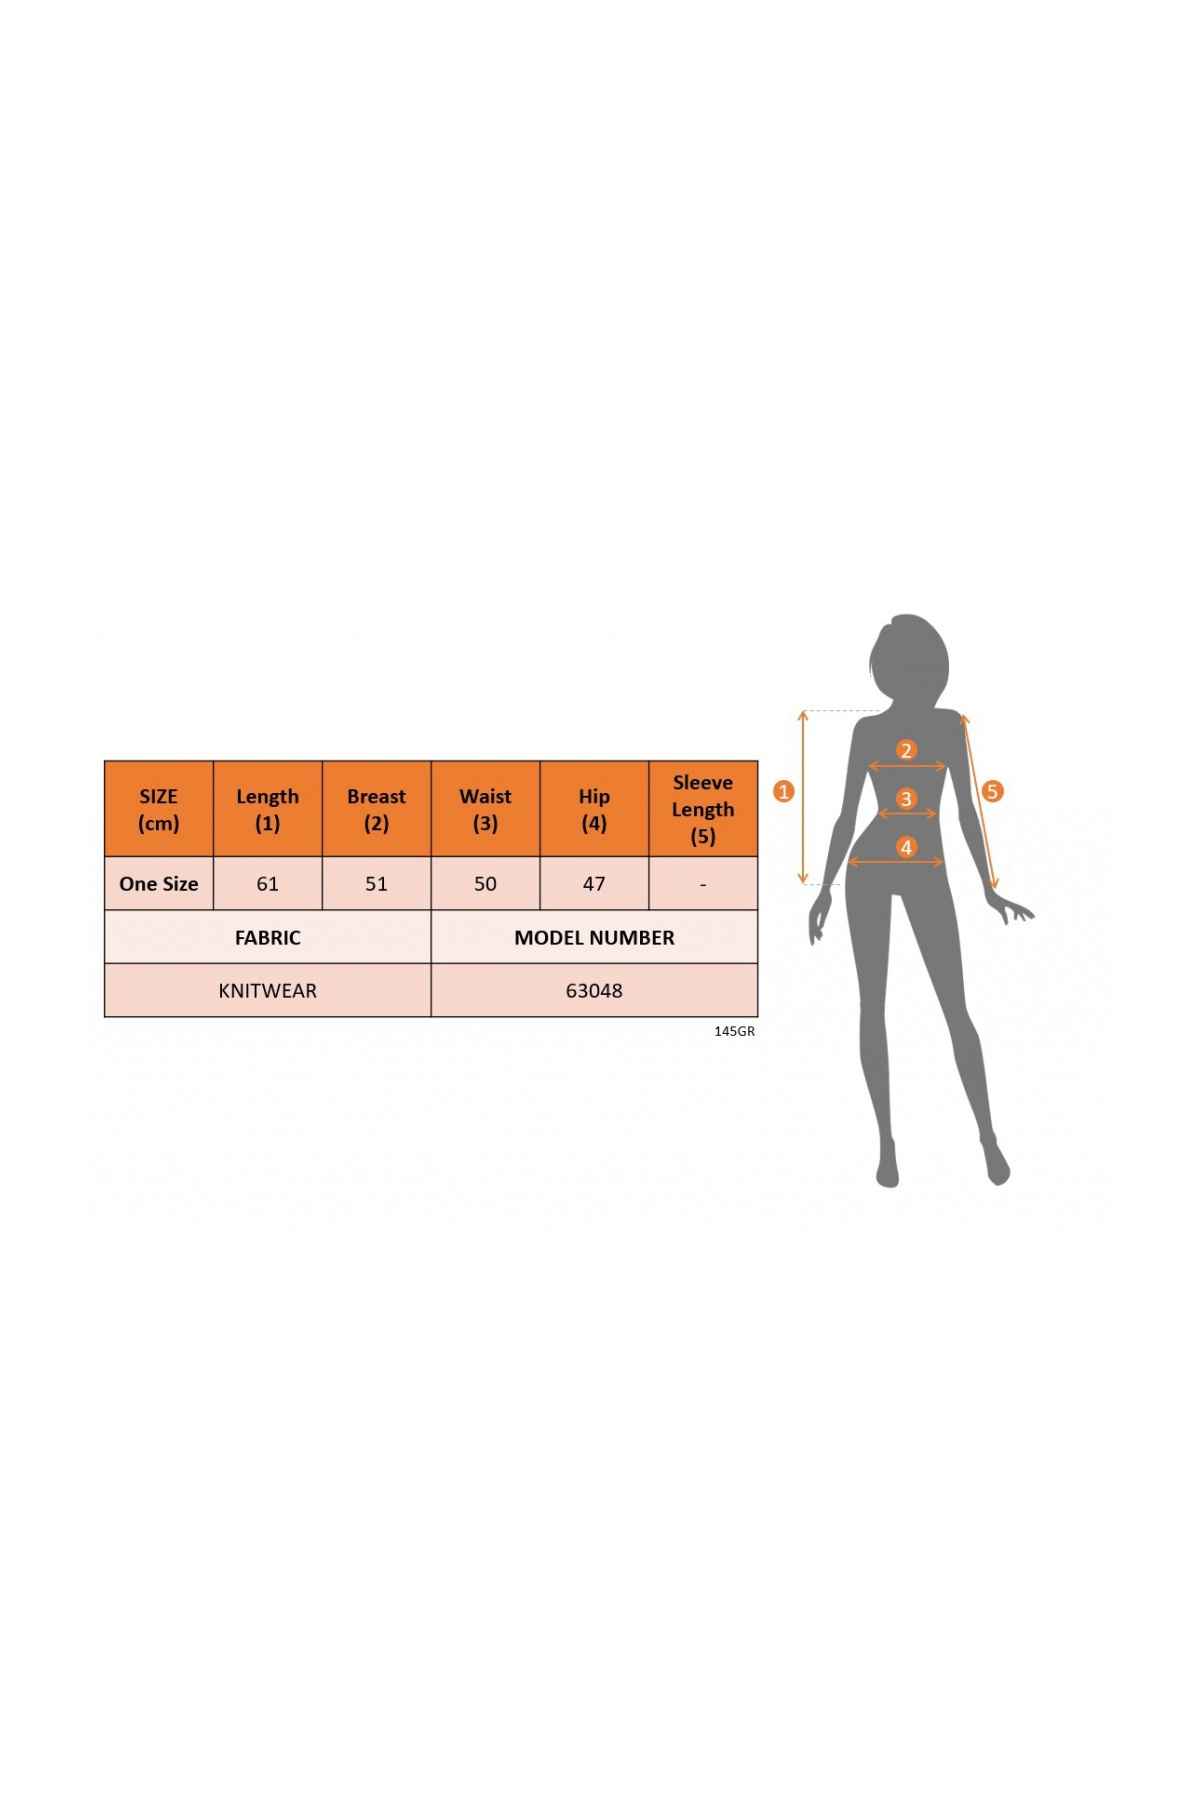 SIZE
(cm)
Length
(1)
Breast
(2)
Waist
(3)
Hip
(4)
Sleeve
Length
(5)
One Size 61 51 50 47 -
FABRIC MODEL NUMBER
KNITWEAR 63048
145GR
1
2
3
4
5